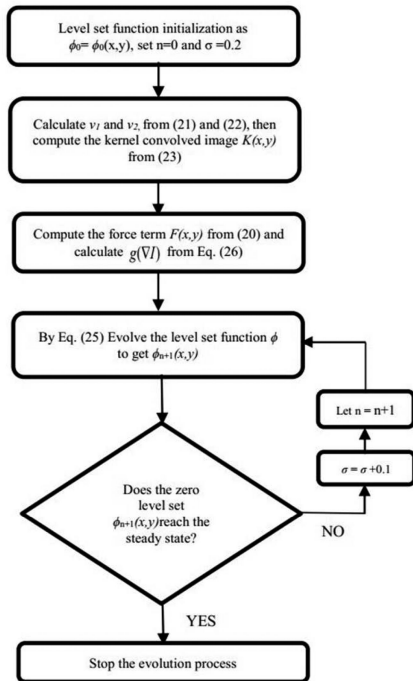 Level set function initialization as
ϕ₀= ϕ₀(x,y), set n=0 and σ =0.2
Calculate v₁ and v₂, from (21) and (22), then
compute the kernel convolved image K(x,y)
from (23)
Compute the force term F(x,y) from (20) and
calculate g(∇I) from Eq. (26)
By Eq. (25) Evolve the level set function ϕ
to get ϕₙ₊₁(x,y)
Let n = n+1
σ = σ +0.1
Does the zero
level set
ϕₙ₊₁(x,y)reach the
steady state?
NO
YES
Stop the evolution process